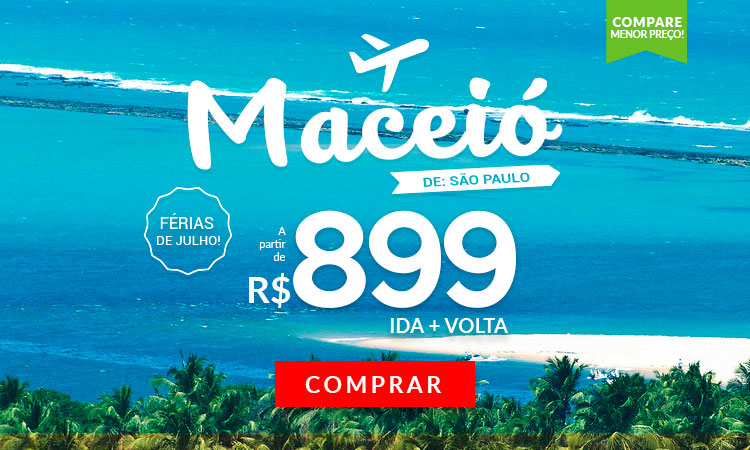 COMPARE
MENOR PREÇO!
Maceió
DE: SÃO PAULO
FÉRIAS
DE JULHO!
A
partir
de
R$899
IDA + VOLTA
COMPRAR